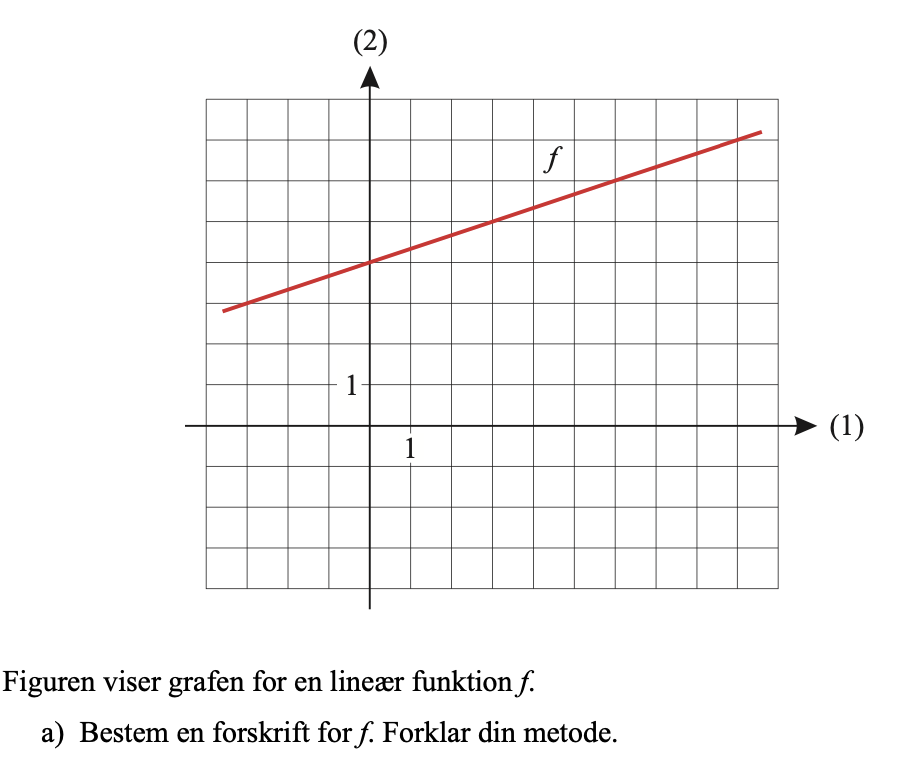 (2)
f
1
(1)
1
Figuren viser grafen for en lineær funktion f.
a) Bestem en forskrift for f. Forklar din metode.